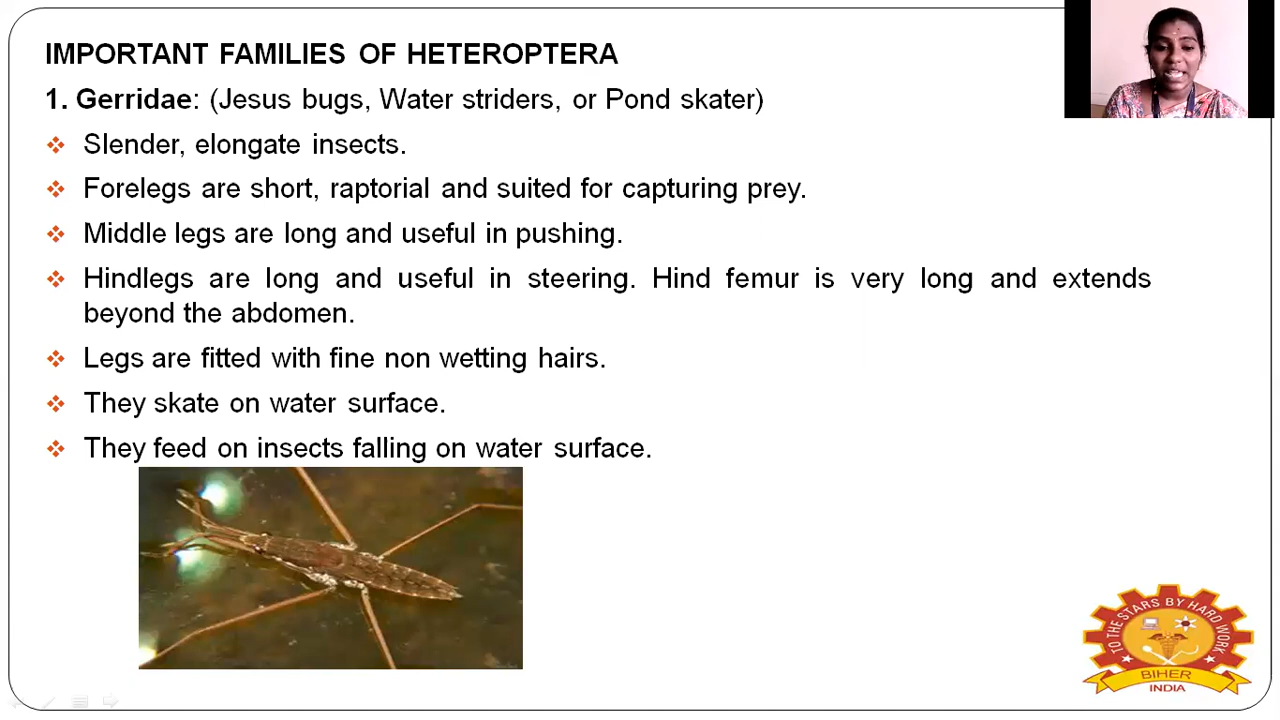 IMPORTANT FAMILIES OF HETEROPTERA
1. Gerridae: (Jesus bugs, Water striders, or Pond skater)
Slender, elongate insects.
Forelegs are short, raptorial and suited for capturing prey.
Middle legs are long and useful in pushing.
Hindlegs are long and useful in steering. Hind femur is very long and extends
beyond the abdomen.
Legs are fitted with fine non wetting hairs.
They skate on water surface.
They feed on insects falling on water surface.
TO THE STARS BY HARD WORK
BIHER
INDIA